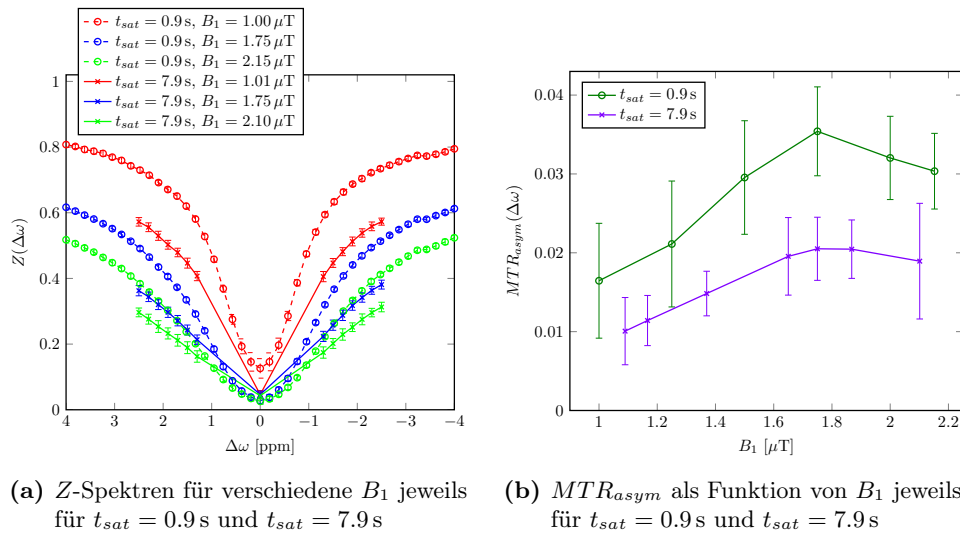 t_sat = 0.9 s, B_1 = 1.00 µT
t_sat = 0.9 s, B_1 = 1.75 µT
t_sat = 0.9 s, B_1 = 2.15 µT
t_sat = 7.9 s, B_1 = 1.01 µT
t_sat = 7.9 s, B_1 = 1.75 µT
t_sat = 7.9 s, B_1 = 2.10 µT
1
0.8
0.6
0.4
0.2
0
Z(Δω)
4 3 2 1 0 −1 −2 −3 −4
Δω [ppm]
(a) Z-Spektren für verschiedene B_1 jeweils
für t_sat = 0.9 s und t_sat = 7.9 s
t_sat = 0.9 s
t_sat = 7.9 s
0.04
0.03
0.02
0.01
0
MTR_asym(Δω)
1 1.2 1.4 1.6 1.8 2 2.2
B_1 [µT]
(b) MTR_asym als Funktion von B_1 jeweils
für t_sat = 0.9 s und t_sat = 7.9 s